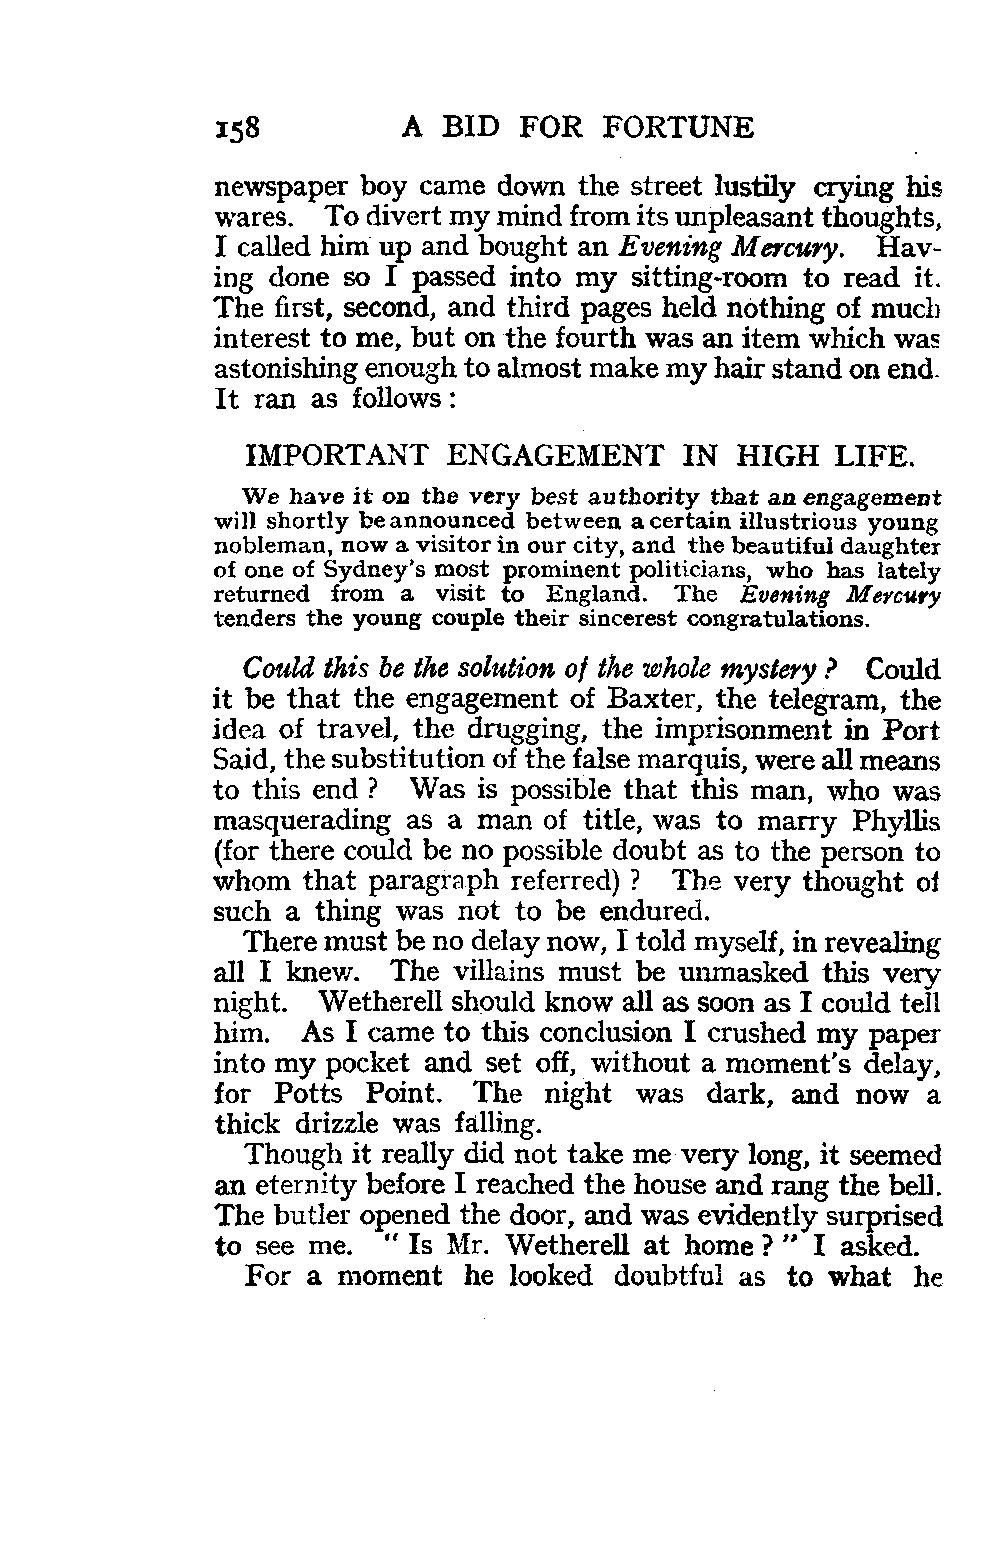 158 A BID FOR FORTUNE
newspaper boy came down the street lustily crying his
wares. To divert my mind from its unpleasant thoughts,
I called him up and bought an Evening Mercury. Hav-
ing done so I passed into my sitting-room to read it.
The first, second, and third pages held nothing of much
interest to me, but on the fourth was an item which was
astonishing enough to almost make my hair stand on end.
It ran as follows :
IMPORTANT ENGAGEMENT IN HIGH LIFE.
We have it on the very best authority that an engagement
will shortly be announced between a certain illustrious young
nobleman, now a visitor in our city, and the beautiful daughter
of one of Sydney's most prominent politicians, who has lately
returned from a visit to England. The Evening Mercury
tenders the young couple their sincerest congratulations.
Could this be the solution of the whole mystery ? Could
it be that the engagement of Baxter, the telegram, the
idea of travel, the drugging, the imprisonment in Port
Said, the substitution of the false marquis, were all means
to this end ? Was is possible that this man, who was
masquerading as a man of title, was to marry Phyllis
(for there could be no possible doubt as to the person to
whom that paragraph referred) ? The very thought of
such a thing was not to be endured.
There must be no delay now, I told myself, in revealing
all I knew. The villains must be unmasked this very
night. Wetherell should know all as soon as I could tell
him. As I came to this conclusion I crushed my paper
into my pocket and set off, without a moment's delay,
for Potts Point. The night was dark, and now a
thick drizzle was falling.
Though it really did not take me very long, it seemed
an eternity before I reached the house and rang the bell.
The butler opened the door, and was evidently surprised
to see me. " Is Mr. Wetherell at home ? " I asked.
For a moment he looked doubtful as to what he